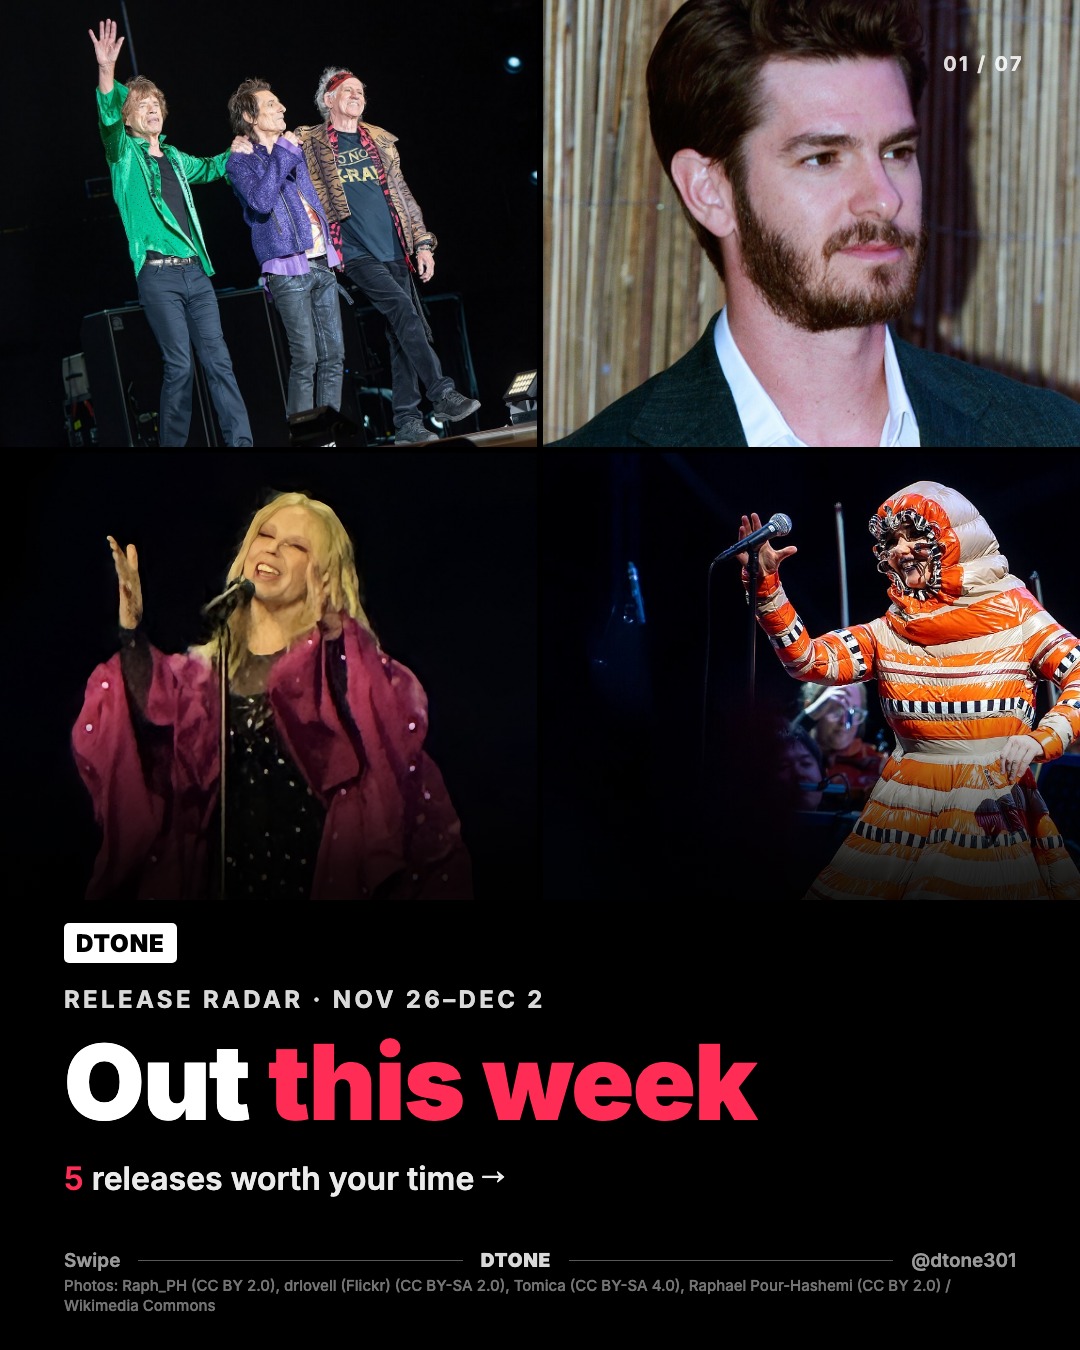 01 / 07
DTONE
RELEASE RADAR · NOV 26–DEC 2
Out this week
5 releases worth your time →
Swipe
DTONE
@dtone301
Photos: Raph_PH (CC BY 2.0), drlovell (Flickr) (CC BY-SA 2.0), Tomica (CC BY-SA 4.0), Raphael Pour-Hashemi (CC BY 2.0) /
Wikimedia Commons